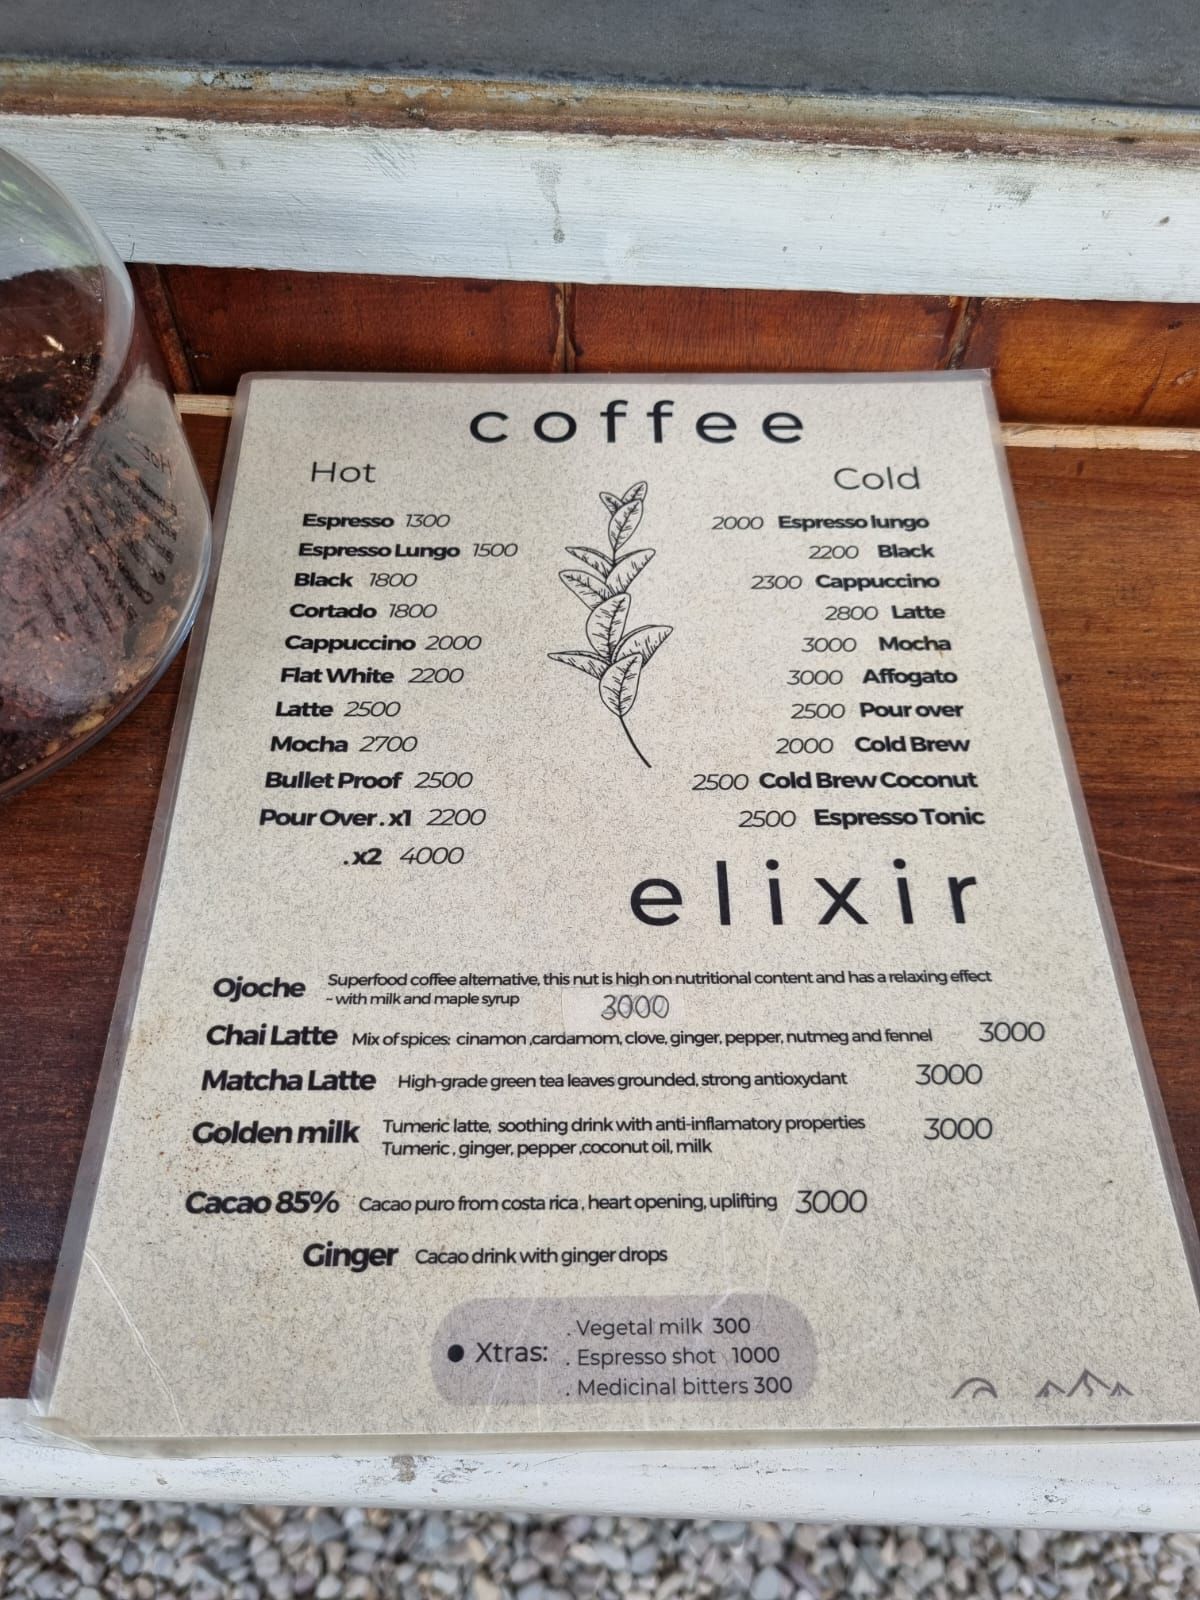 coffee
Hot
Espresso 1300
Espresso Lungo 1500
Black 1800
Cortado 1800
Cappuccino 2000
Flat White 2200
Latte 2500
Mocha 2700
Bullet Proof 2500
Pour Over . x1 2200
. x2 4000
Cold
2000 Espresso lungo
2200 Black
2300 Cappuccino
2800 Latte
3000 Mocha
3000 Affogato
2500 Pour over
2000 Cold Brew
2500 Cold Brew Coconut
2500 Espresso Tonic
elixir
Ojoche Superfood coffee alternative, this nut is high on nutritional content and has a relaxing effect
~ with milk and maple syrup 3000
Chai Latte Mix of spices: cinamon ,cardamom, clove, ginger, pepper, nutmeg and fennel 3000
Matcha Latte High-grade green tea leaves grounded, strong antioxydant 3000
Golden milk Tumeric latte, soothing drink with anti-inflamatory properties 3000
Tumeric , ginger, pepper ,coconut oil, milk
Cacao 85% Cacao puro from costa rica , heart opening, uplifting 3000
Ginger Cacao drink with ginger drops
• Xtras:
. Vegetal milk 300
. Espresso shot 1000
. Medicinal bitters 300